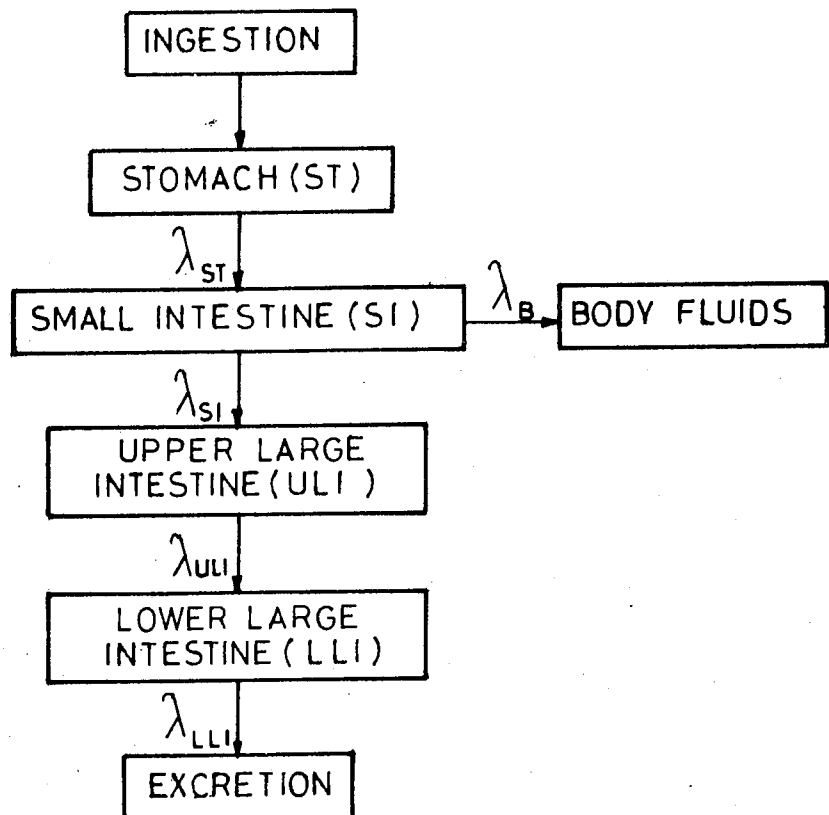 INGESTION
STOMACH (ST)
λST
SMALL INTESTINE (SI)
λB
BODY FLUIDS
λSI
UPPER LARGE
INTESTINE (ULI)
λULI
LOWER LARGE
INTESTINE (LLI)
λLLI
EXCRETION